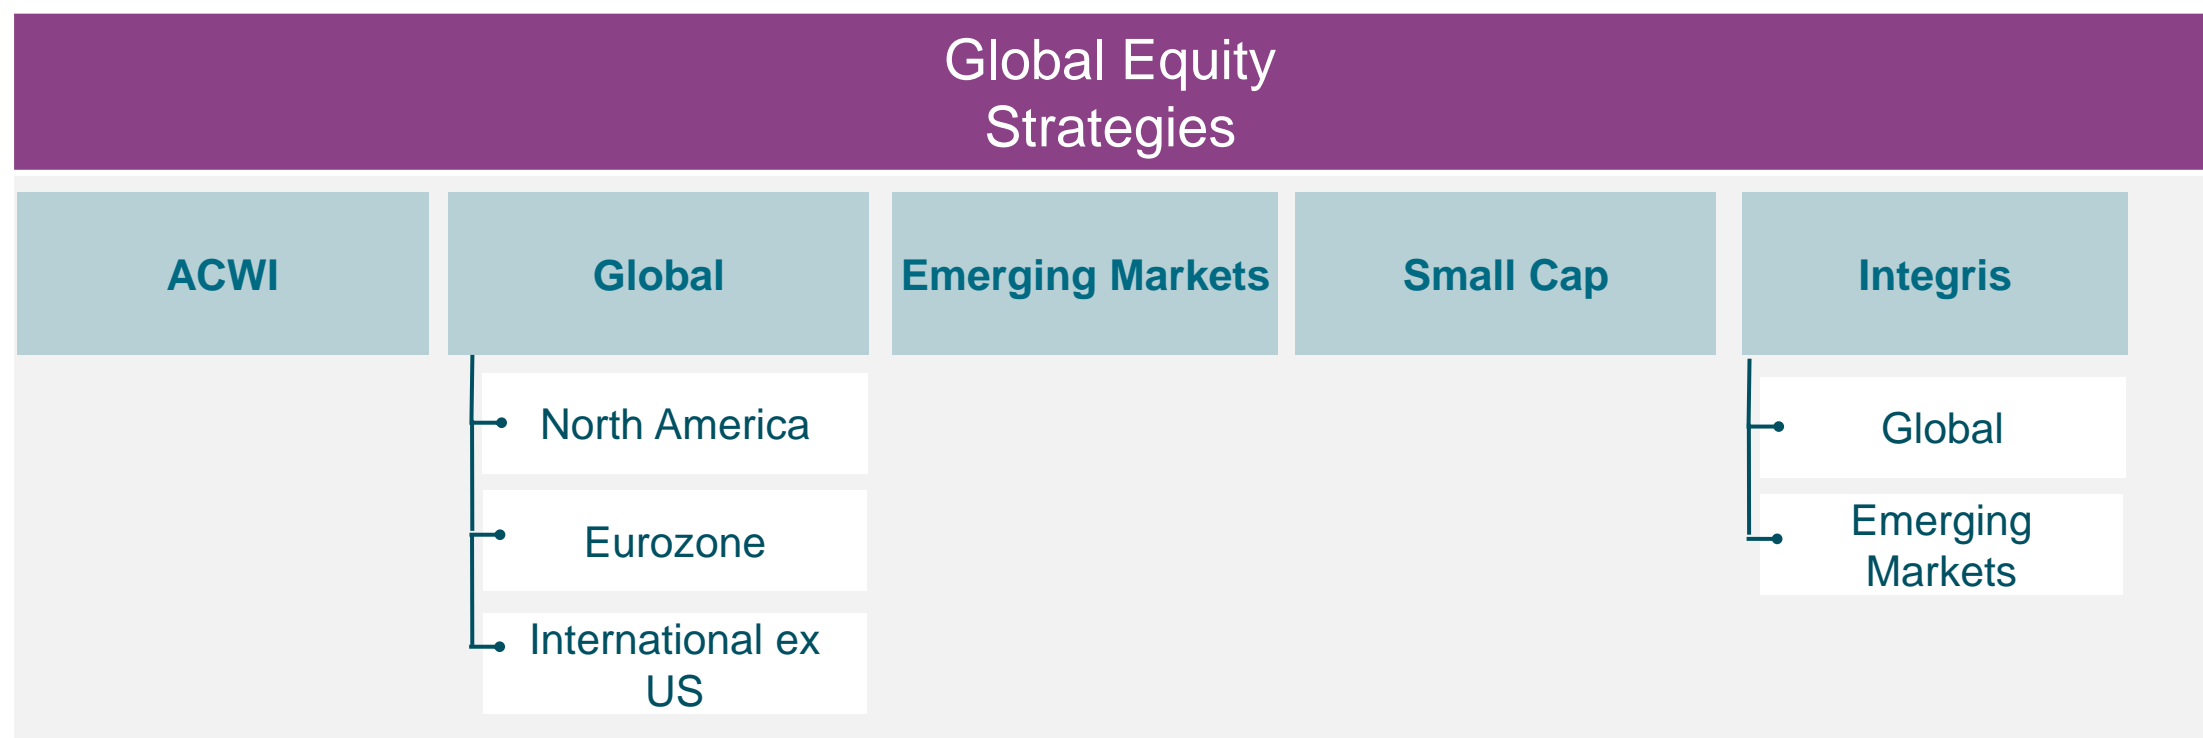 Global Equity
Strategies
ACWI
Global
Emerging Markets
Small Cap
Integris
North America
Eurozone
International ex
US
Global
Emerging
Markets